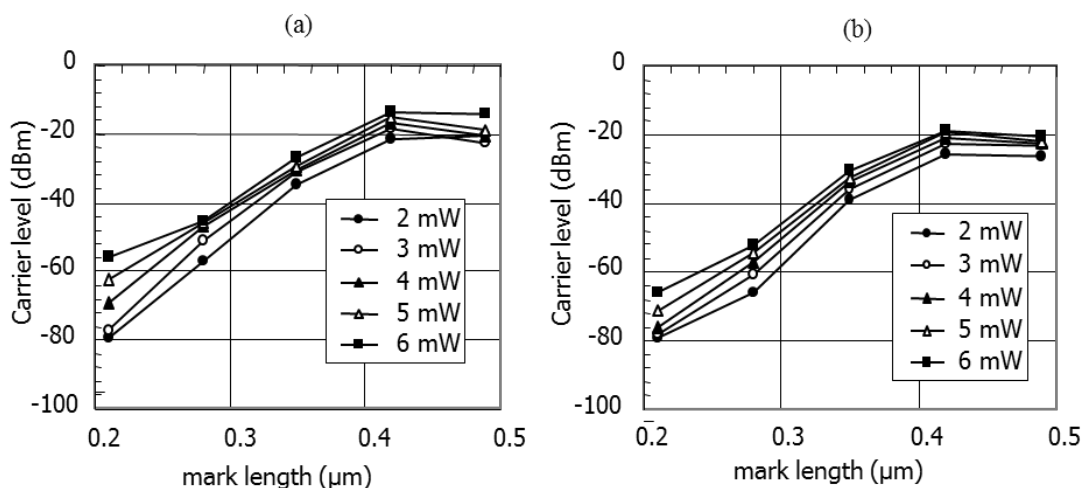 (a)
0
-20
-40
-60
-80
-100
Carrier level (dBm)
0.2 0.3 0.4 0.5
mark length (µm)
2 mW
3 mW
4 mW
5 mW
6 mW
(b)
0
-20
-40
-60
-80
-100
Carrier level (dBm)
0.2 0.3 0.4 0.5
mark length (µm)
2 mW
3 mW
4 mW
5 mW
6 mW